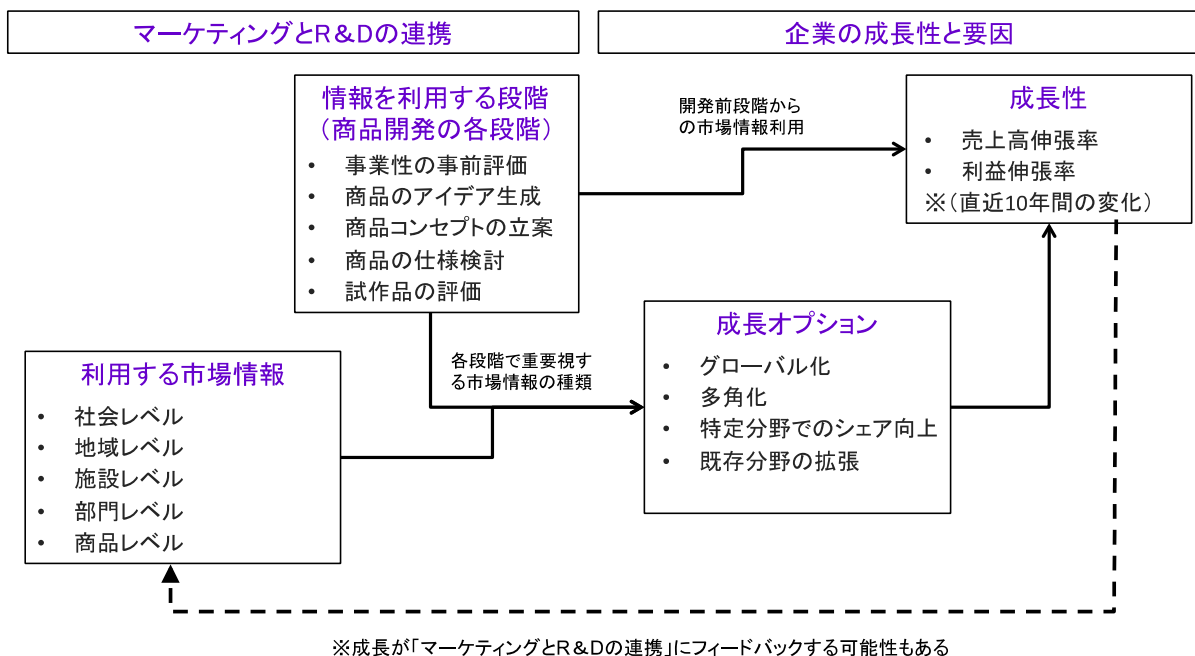 マーケティングとR＆Dの連携
企業の成長性と要因
情報を利用する段階
（商品開発の各段階）
• 事業性の事前評価
• 商品のアイデア生成
• 商品コンセプトの立案
• 商品の仕様検討
• 試作品の評価
開発前段階から
の市場情報利用
成長性
• 売上高伸張率
• 利益伸張率
※（直近10年間の変化）
利用する市場情報
• 社会レベル
• 地域レベル
• 施設レベル
• 部門レベル
• 商品レベル
各段階で重要視す
る市場情報の種類
成長オプション
• グローバル化
• 多角化
• 特定分野でのシェア向上
• 既存分野の拡張
※成長が「マーケティングとR＆Dの連携」にフィードバックする可能性もある